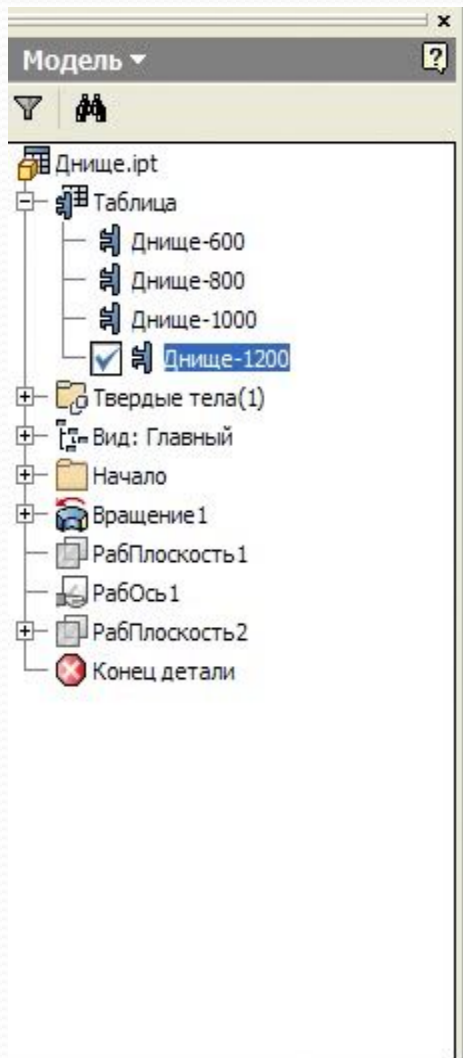 Модель
Днище.ipt
Таблица
Днище-600
Днище-800
Днище-1000
Днище-1200
Твердые тела(1)
Вид: Главный
Начало
Вращение1
РабПлоскость1
РабОсь1
РабПлоскость2
Конец детали